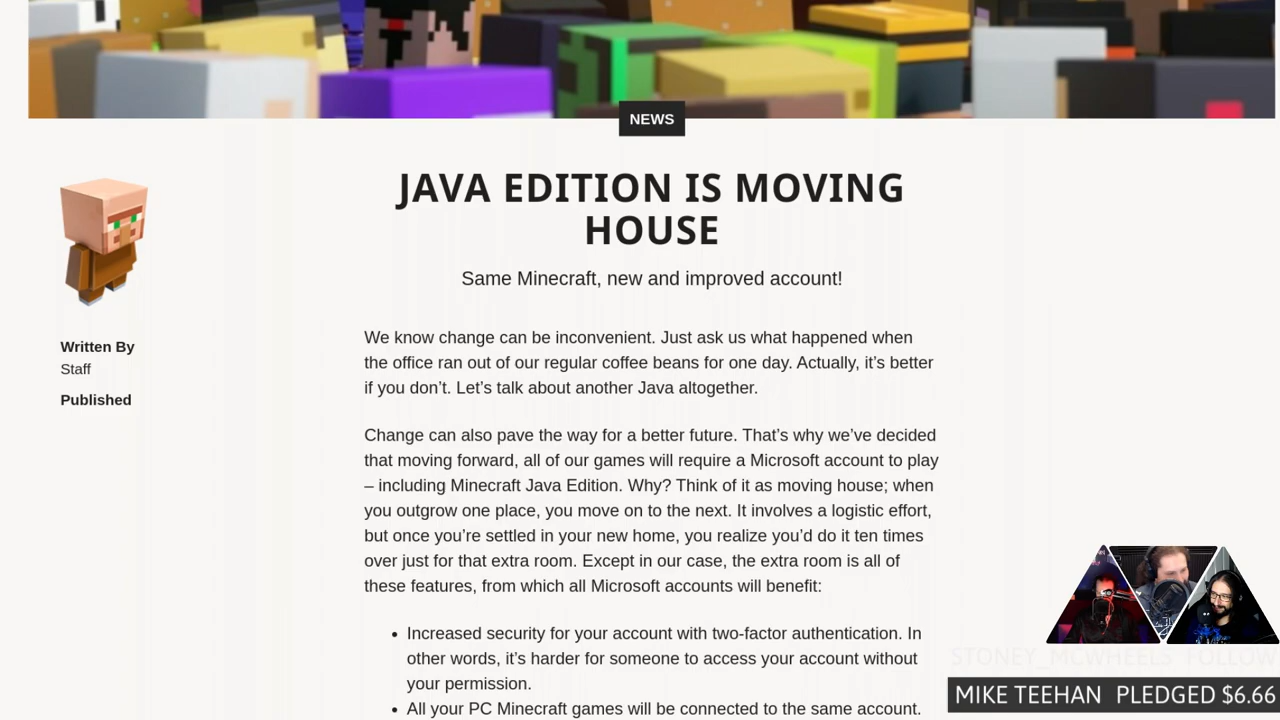 NEWS
JAVA EDITION IS MOVING
HOUSE
Same Minecraft, new and improved account!
Written By
Staff
Published
We know change can be inconvenient. Just ask us what happened when
the office ran out of our regular coffee beans for one day. Actually, it’s better
if you don’t. Let’s talk about another Java altogether.
Change can also pave the way for a better future. That’s why we’ve decided
that moving forward, all of our games will require a Microsoft account to play
– including Minecraft Java Edition. Why? Think of it as moving house; when
you outgrow one place, you move on to the next. It involves a logistic effort,
but once you’re settled in your new home, you realize you’d do it ten times
over just for that extra room. Except in our case, the extra room is all of
these features, from which all Microsoft accounts will benefit:
• Increased security for your account with two-factor authentication. In
other words, it’s harder for someone to access your account without
your permission.
• All your PC Minecraft games will be connected to the same account.
STONEY_MCWHEELS FOLLOW
MIKE TEEHAN PLEDGED $6.66